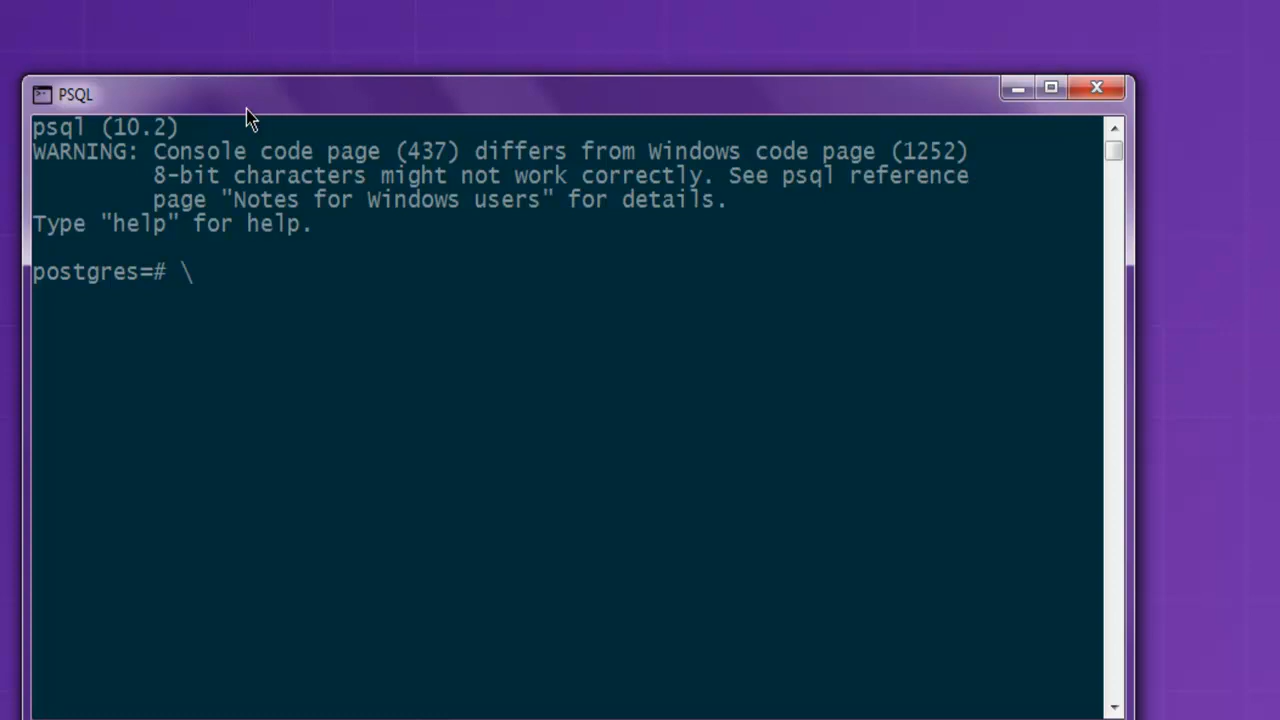 PSQL
psql (10.2)
WARNING: Console code page (437) differs from Windows code page (1252)
8-bit characters might not work correctly. See psql reference
page "Notes for Windows users" for details.
Type "help" for help.
postgres=# \